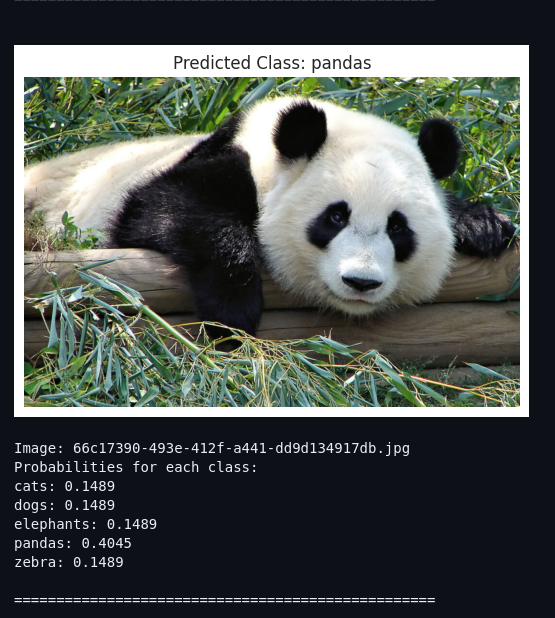 ==================================================
Predicted Class: pandas
Image: 66c17390-493e-412f-a441-dd9d134917db.jpg
Probabilities for each class:
cats: 0.1489
dogs: 0.1489
elephants: 0.1489
pandas: 0.4045
zebra: 0.1489
==================================================